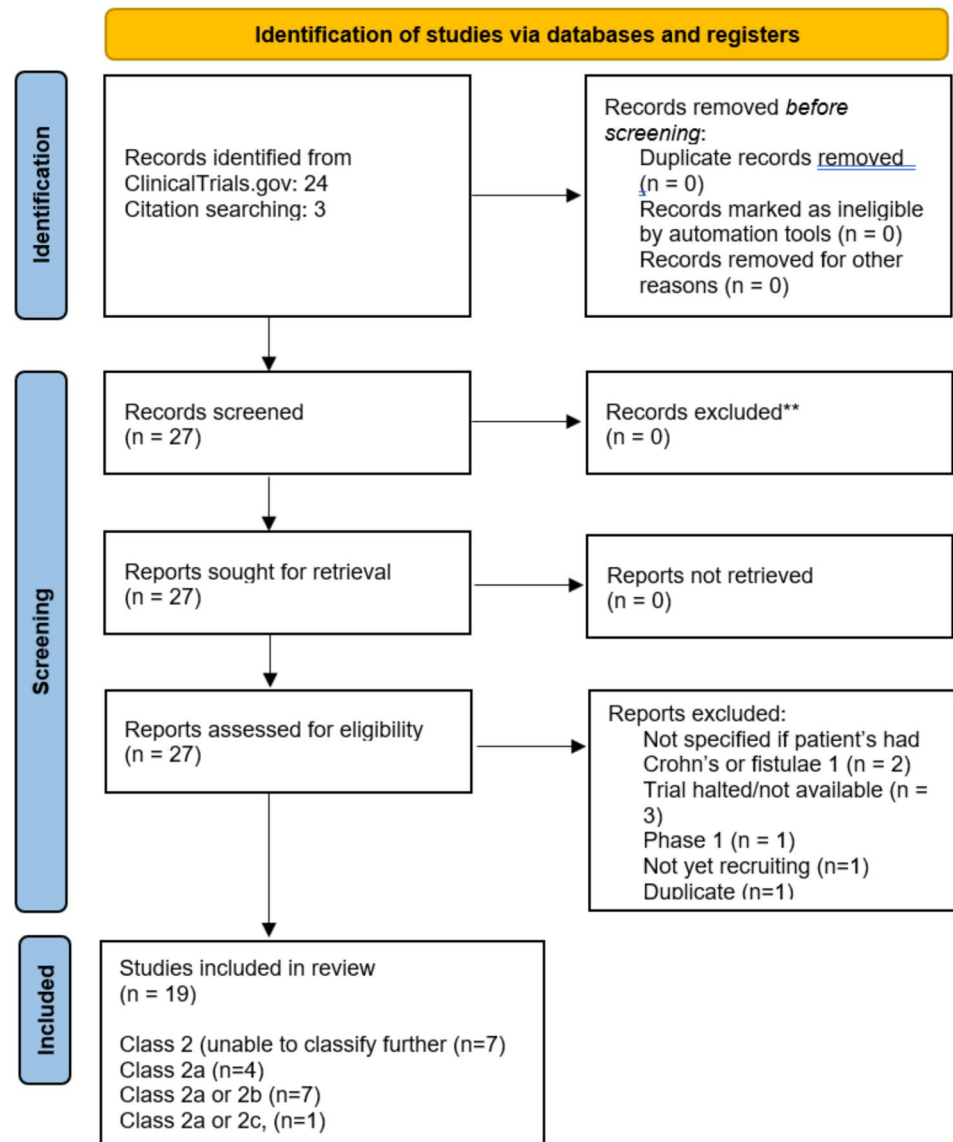 Identification of studies via databases and registers
Identification
Records identified from
ClinicalTrials.gov: 24
Citation searching: 3
Records removed before
screening:
Duplicate records removed
(n = 0)
Records marked as ineligible
by automation tools (n = 0)
Records removed for other
reasons (n = 0)
Screening
Records screened
(n = 27)
Records excluded**
(n = 0)
Reports sought for retrieval
(n = 27)
Reports not retrieved
(n = 0)
Reports assessed for eligibility
(n = 27)
Reports excluded:
Not specified if patient's had
Crohn's or fistulae 1 (n = 2)
Trial halted/not available (n =
3)
Phase 1 (n = 1)
Not yet recruiting (n=1)
Duplicate (n=1)
Included
Studies included in review
(n = 19)
Class 2 (unable to classify further (n=7)
Class 2a (n=4)
Class 2a or 2b (n=7)
Class 2a or 2c, (n=1)